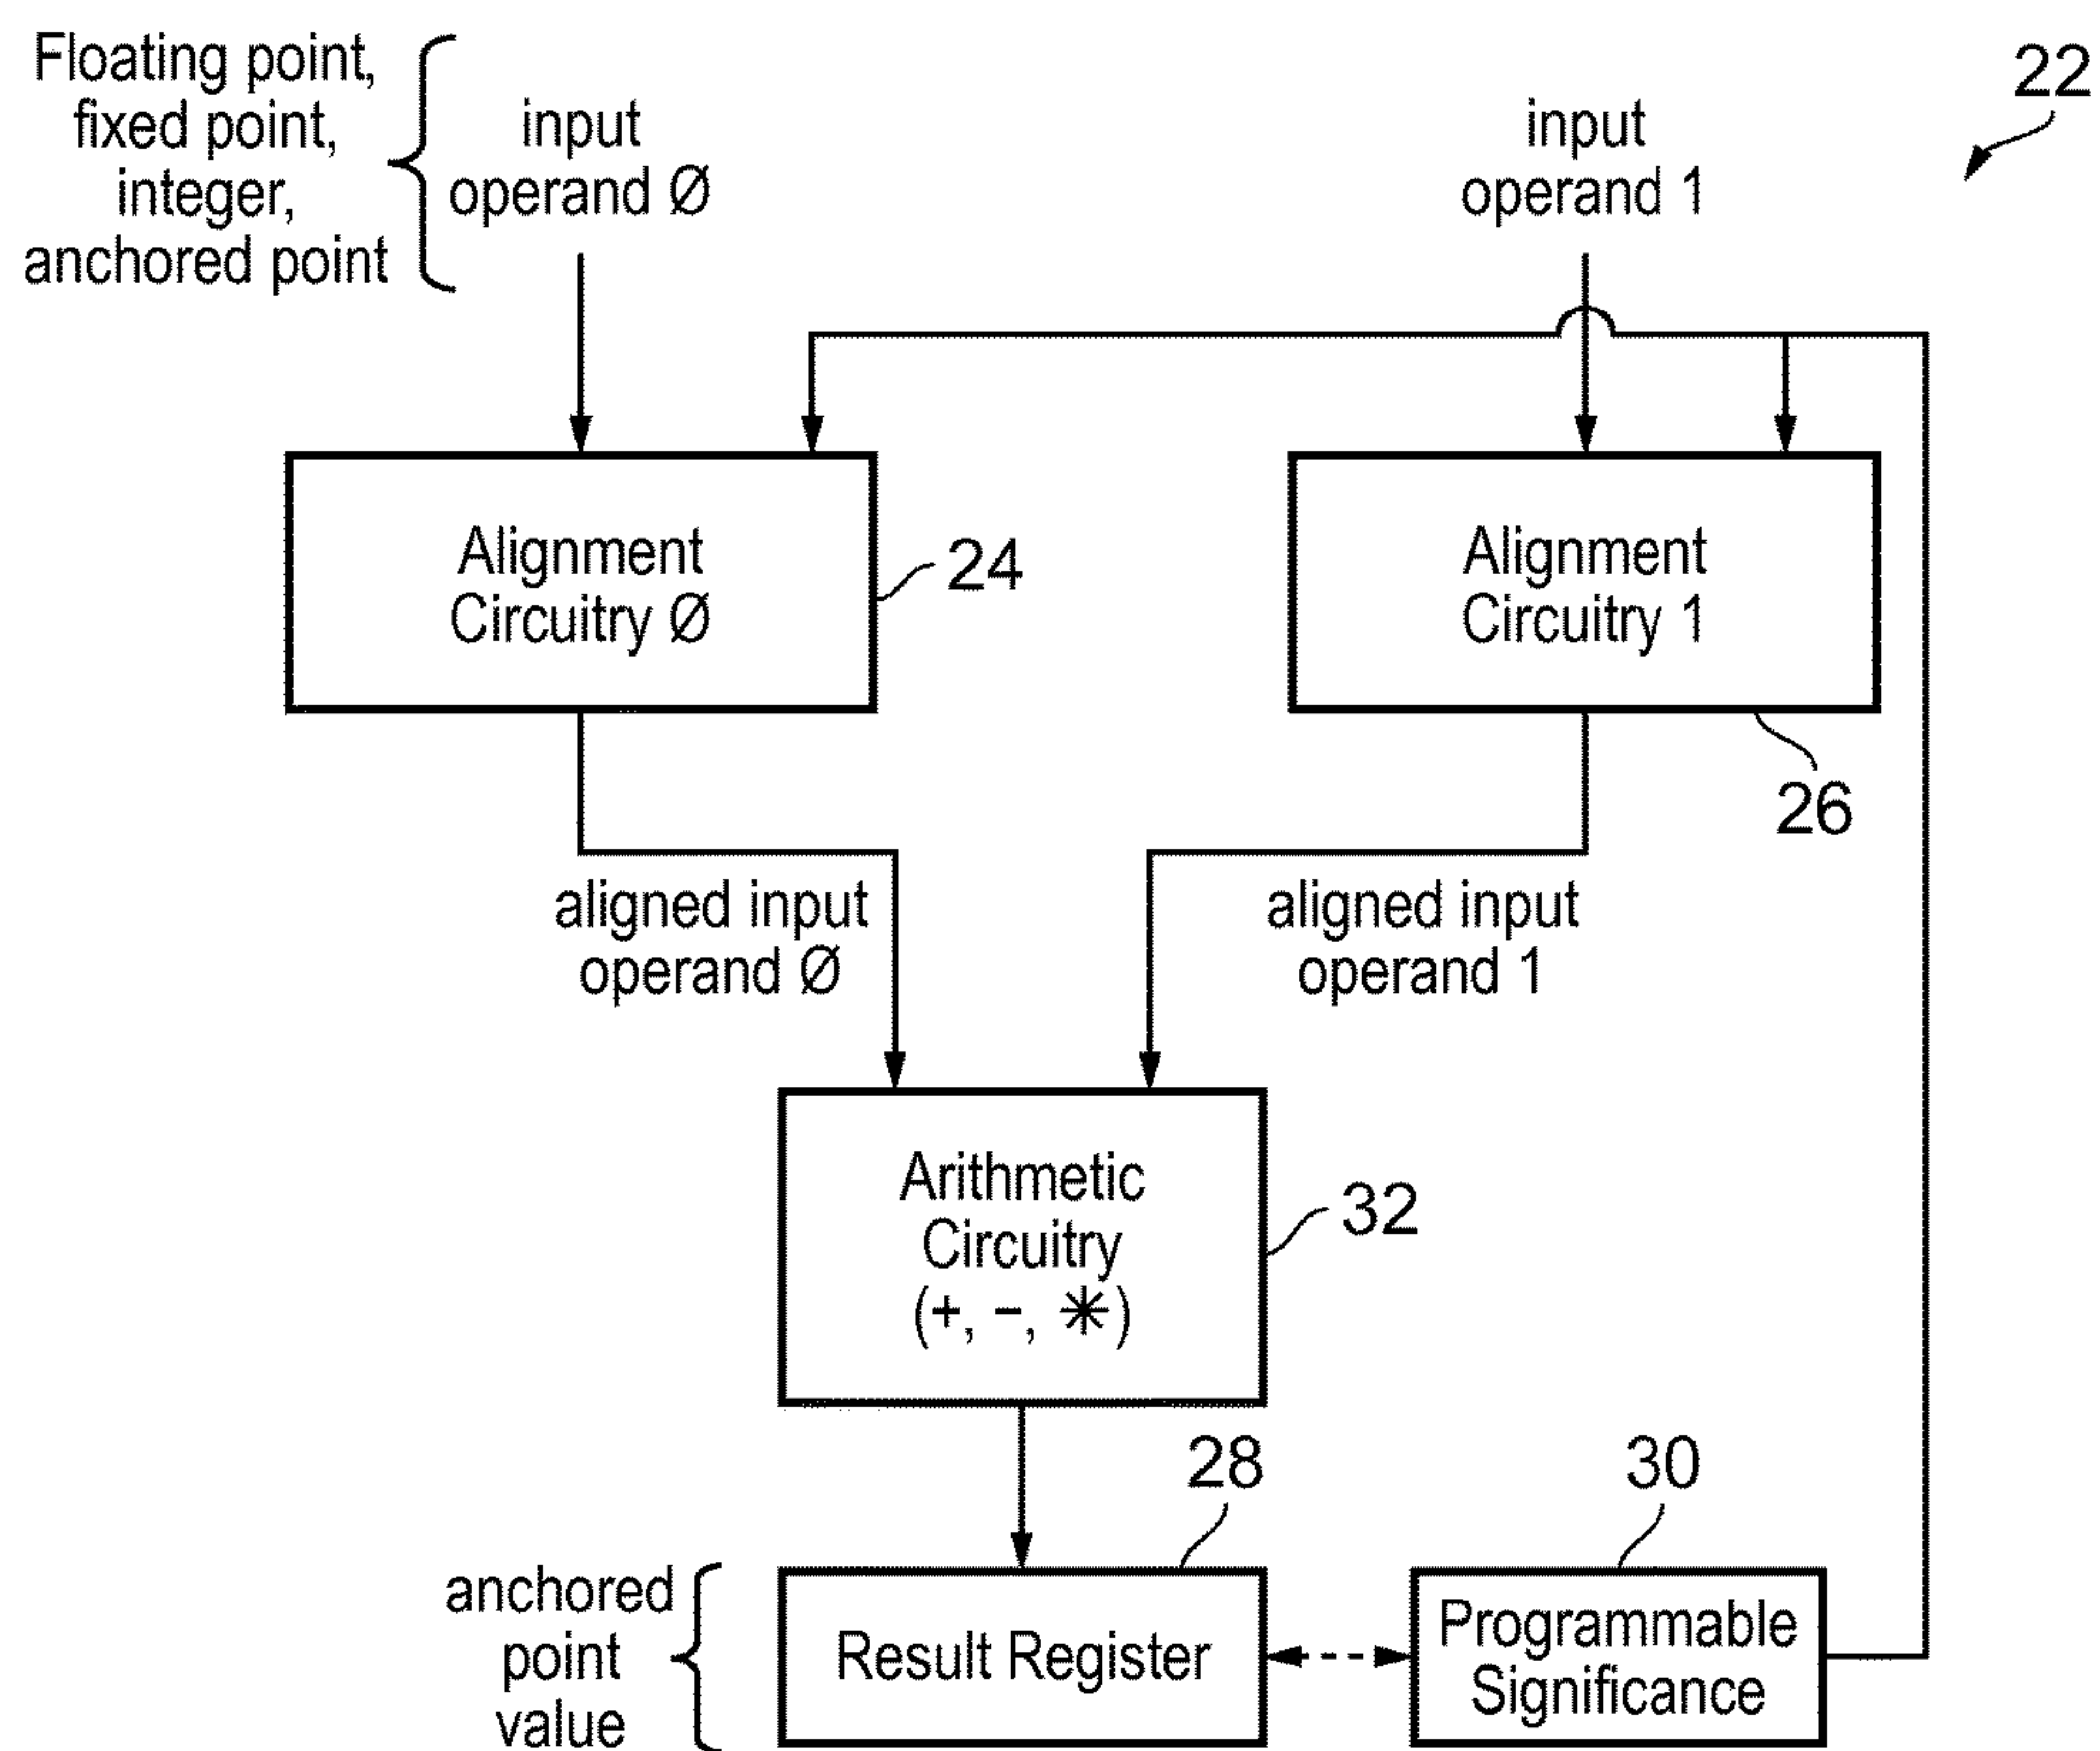 Floating point,
fixed point,
integer,
anchored point
input
operand Ø
input
operand 1
22
Alignment
Circuitry Ø
24
Alignment
Circuitry 1
26
aligned input
operand Ø
aligned input
operand 1
Arithmetic
Circuitry
(+, −, ✳)
32
28
30
anchored
point
value
Result Register
Programmable
Significance